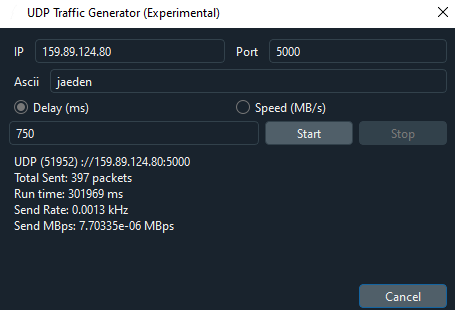 UDP Traffic Generator (Experimental)
IP 159.89.124.80 Port 5000
Ascii jaeden
Delay (ms) Speed (MB/s)
750 Start Stop
UDP (51952) ://159.89.124.80:5000
Total Sent: 397 packets
Run time: 301969 ms
Send Rate: 0.0013 kHz
Send MBps: 7.70335e-06 MBps
Cancel